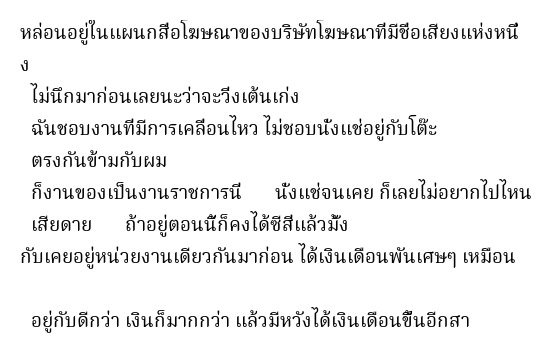 หล่อนอยู่ในแผนกสื่อโฆษณาของบริษัทโฆษณาที่มีชื่อเสียงแห่งหนึ่
ง
ไม่นึกมาก่อนเลยนะว่าจะวิ่งเต้นเก่ง
ฉันชอบงานที่มีการเคลื่อนไหว ไม่ชอบนั่งแช่อยู่กับโต๊ะ
ตรงกันข้ามกับผม
ก็งานของเป็นงานราชการนี่ นั่งแช่จนเคย ก็เลยไม่อยากไปไหน
เสียดาย ถ้าอยู่ตอนนี้ก็คงได้ซีสี่แล้วมั้ง
กับเคยอยู่หน่วยงานเดียวกันมาก่อน ได้เงินเดือนพันเศษๆ เหมือน
อยู่กับดีกว่า เงินก็มากกว่า แล้วมีหวังได้เงินเดือนขึ้นอีกสา